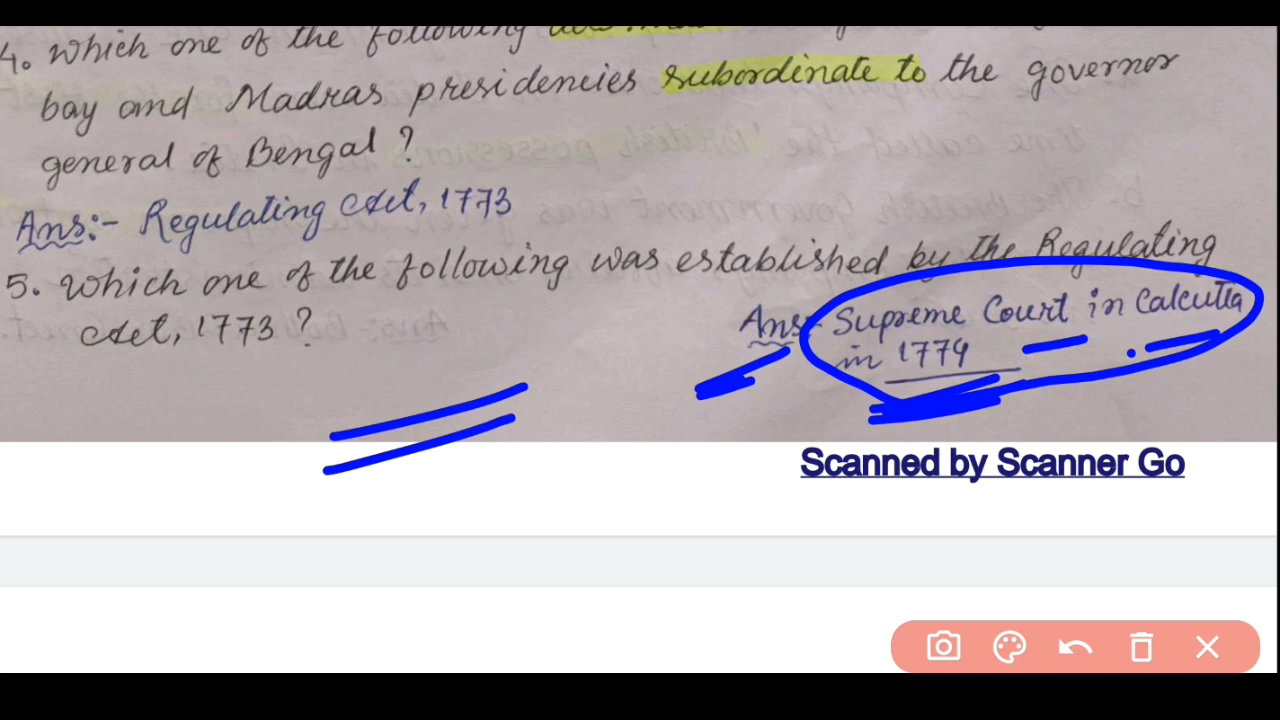 4. Which one of the following
bay and Madras presidencies subordinate to the governor
general of Bengal ?
Ans:- Regulating Act, 1773
5. Which one of the following was established by the Regulating
Act, 1773 ?
Ans:- Supreme Court in Calcutta
in 1774
Scanned by Scanner Go